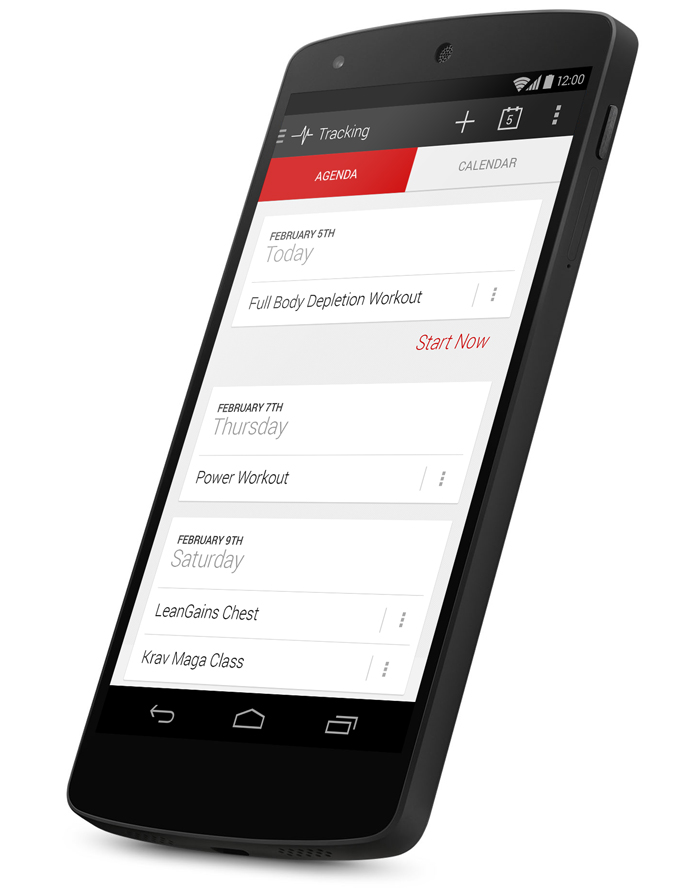 12:00
Tracking
5
AGENDA
CALENDAR
FEBRUARY 5TH
Today
Full Body Depletion Workout
Start Now
FEBRUARY 7TH
Thursday
Power Workout
FEBRUARY 9TH
Saturday
LeanGains Chest
Krav Maga Class